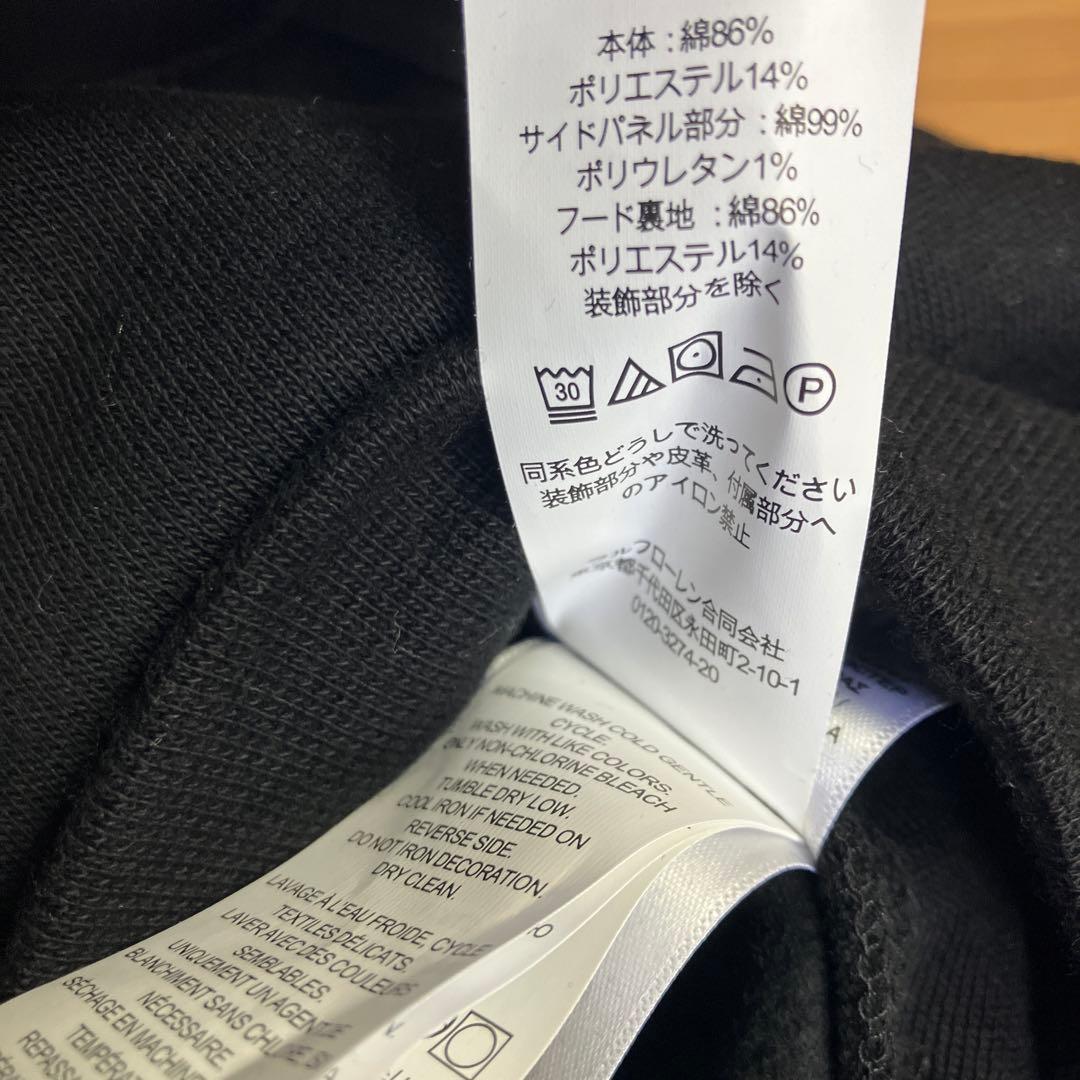 本体：綿86%
ポリエステル14%
サイドパネル部分：綿99%
ポリウレタン1%
フード裏地：綿86%
ポリエステル14%
装飾部分を除く
30
P
同系色どうしで洗ってください
装飾部分や皮革、付属部分へ
のアイロン禁止
ラルフローレン合同会社
東京都千代田区永田町2-10-1
0120-3274-20
MACHINE WASH COLD GENTLE
CYCLE.
WASH WITH LIKE COLORS.
ONLY NON-CHLORINE BLEACH
WHEN NEEDED.
TUMBLE DRY LOW.
COOL IRON IF NEEDED ON
REVERSE SIDE.
DO NOT IRON DECORATION.
DRY CLEAN.
LAVAGE À L'EAU FROIDE, CYCLE
TEXTILES DÉLICATS.
LAVER AVEC DES COULEURS
SEMBLABLES.
UNIQUEMENT UN AGENT DE
BLANCHIMENT SANS CHLORE SI
NÉCESSAIRE
SÉCHAGE EN MACHINE